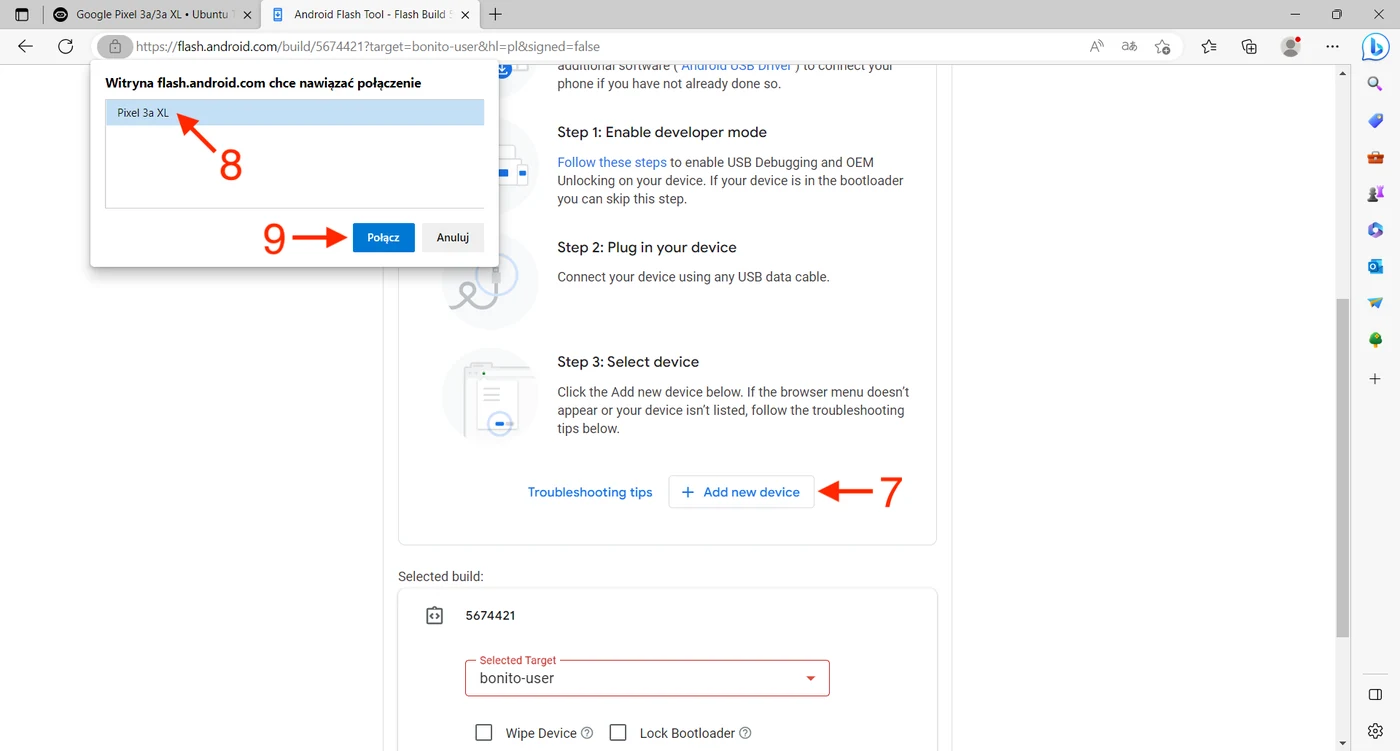 Google Pixel 3a/3a XL • Ubuntu T
Android Flash Tool - Flash Build 5
https://flash.android.com/build/5674421?target=bonito-user&hl=pl&signed=false
Witryna flash.android.com chce nawiązać połączenie
Pixel 3a XL
8
9
Połącz
Anuluj
additional software ( Android USB Driver ) to connect your
phone if you have not already done so.
Step 1: Enable developer mode
Follow these steps to enable USB Debugging and OEM
Unlocking on your device. If your device is in the bootloader
you can skip this step.
Step 2: Plug in your device
Connect your device using any USB data cable.
Step 3: Select device
Click the Add new device below. If the browser menu doesn't
appear or your device isn't listed, follow the troubleshooting
tips below.
Troubleshooting tips
+ Add new device
7
Selected build:
5674421
Selected Target
bonito-user
Wipe Device
Lock Bootloader